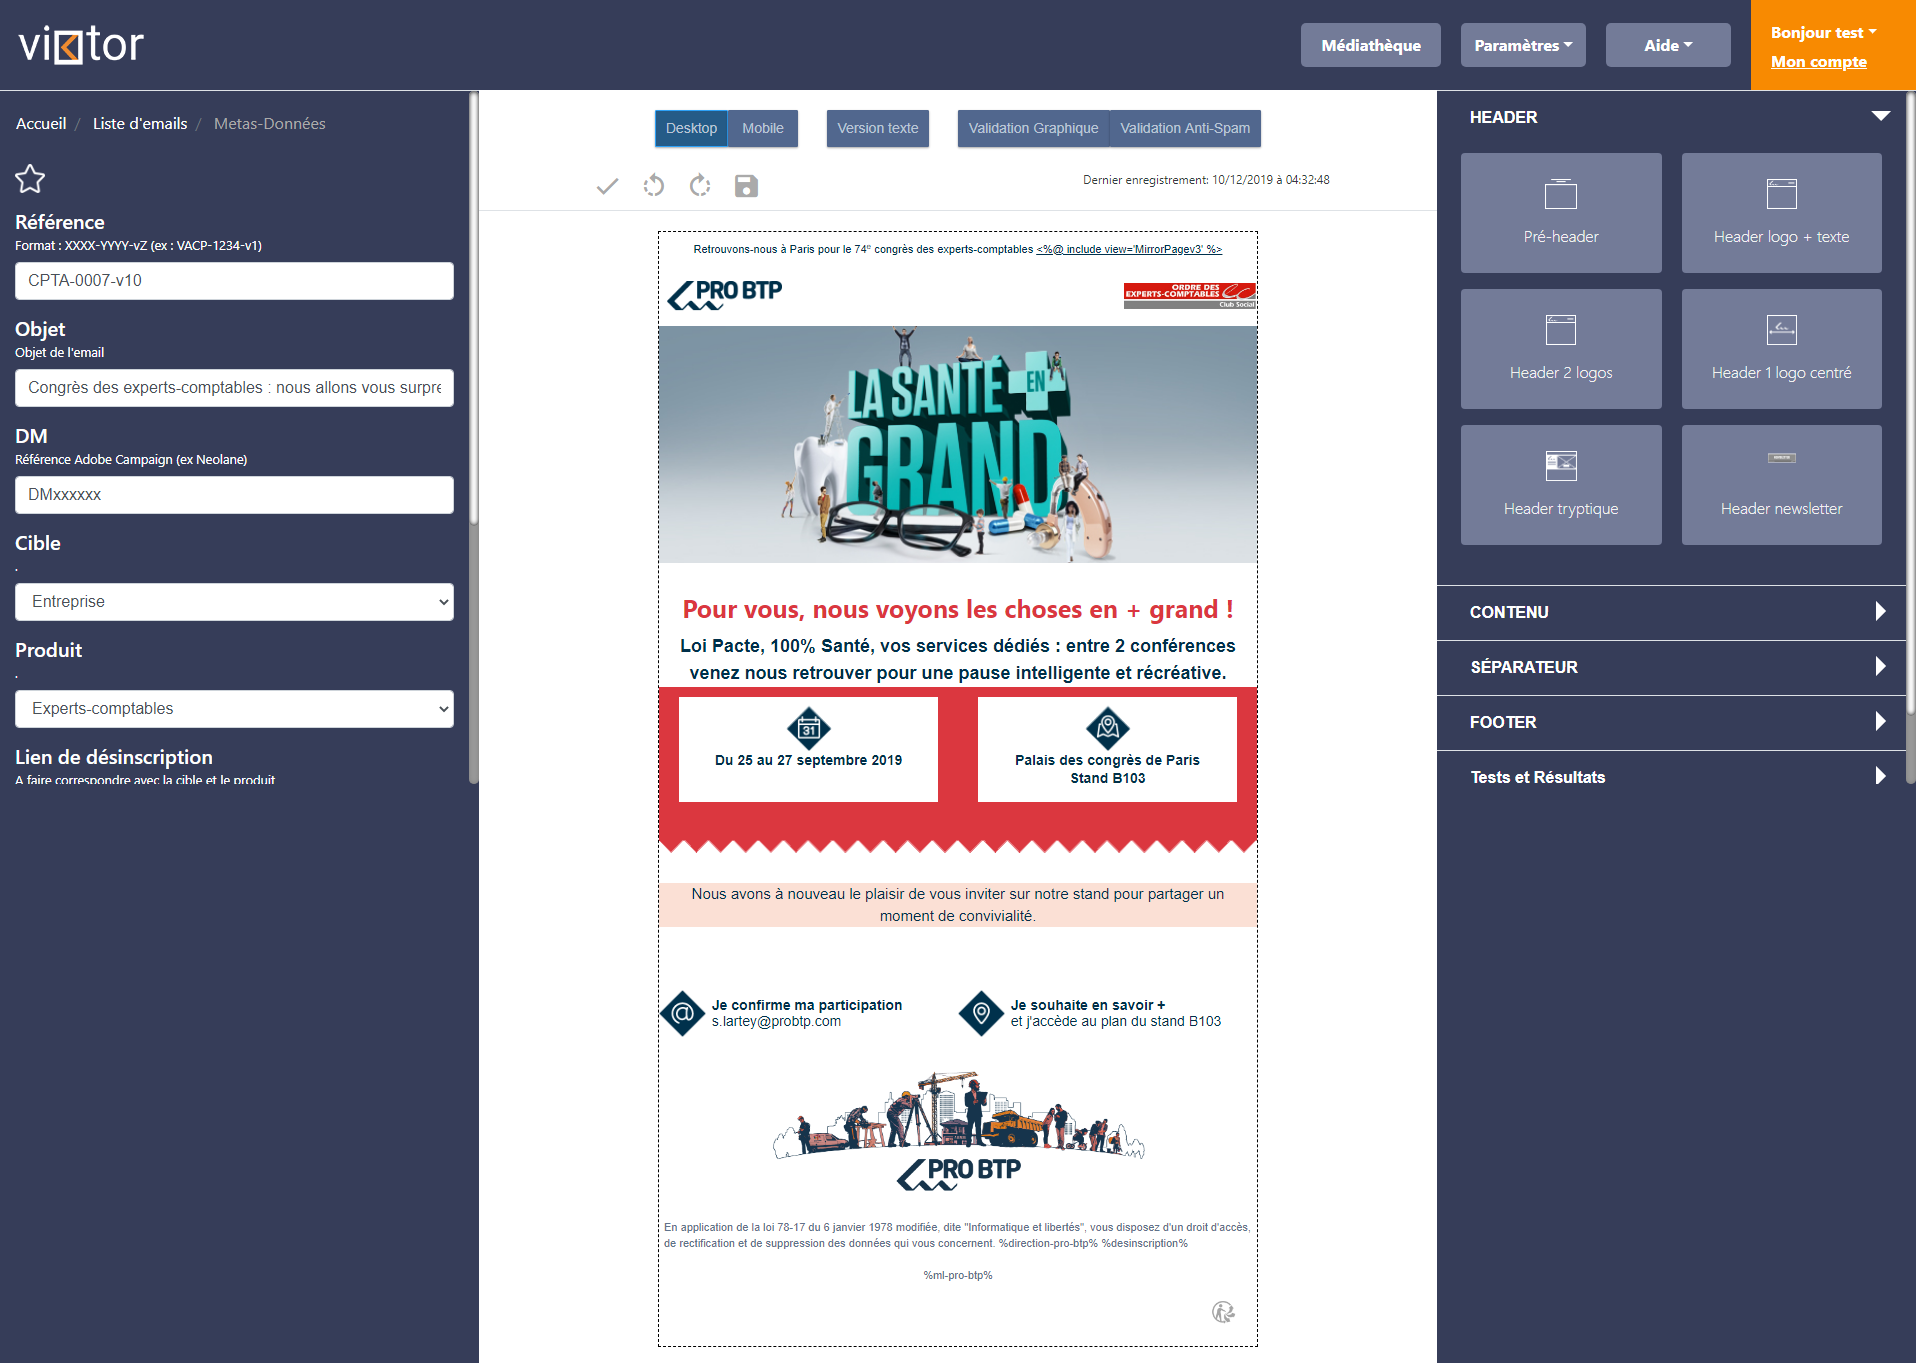 viktor
Médiathèque
Paramètres
Aide
Bonjour test
Mon compte
Accueil / Liste d'emails / Metas-Données
Référence
Format : XXXX-YYYY-vZ (ex : VACP-1234-v1)
CPTA-0007-v10
Objet
Objet de l'email
Congrès des experts-comptables : nous allons vous surpre
DM
Référence Adobe Campaign (ex Neolane)
DMxxxxxx
Cible
.
Entreprise
Produit
.
Experts-comptables
Lien de désinscription
A faire correspondre avec la cible et le produit
Desktop
Mobile
Version texte
Validation Graphique
Validation Anti-Spam
Dernier enregistrement: 10/12/2019 à 04:32:48
Retrouvons-nous à Paris pour le 74e congrès des experts-comptables <%@ include view='MirrorPagev3' %>
PRO BTP
ORDRE DES
EXPERTS-COMPTABLES
Club Social
LA SANTÉ EN
GRAND
Pour vous, nous voyons les choses en + grand !
Loi Pacte, 100% Santé, vos services dédiés : entre 2 conférences
venez nous retrouver pour une pause intelligente et récréative.
31
Du 25 au 27 septembre 2019
Palais des congrès de Paris
Stand B103
Nous avons à nouveau le plaisir de vous inviter sur notre stand pour partager un
moment de convivialité.
@
Je confirme ma participation
s.lartey@probtp.com
Je souhaite en savoir +
et j'accède au plan du stand B103
PRO BTP
En application de la loi 78-17 du 6 janvier 1978 modifiée, dite "Informatique et libertés", vous disposez d'un droit d'accès,
de rectification et de suppression des données qui vous concernent. %direction-pro-btp% %desinscription%
%ml-pro-btp%
HEADER
Pré-header
Header logo + texte
Header 2 logos
Header 1 logo centré
Header tryptique
Header newsletter
CONTENU
SÉPARATEUR
FOOTER
Tests et Résultats